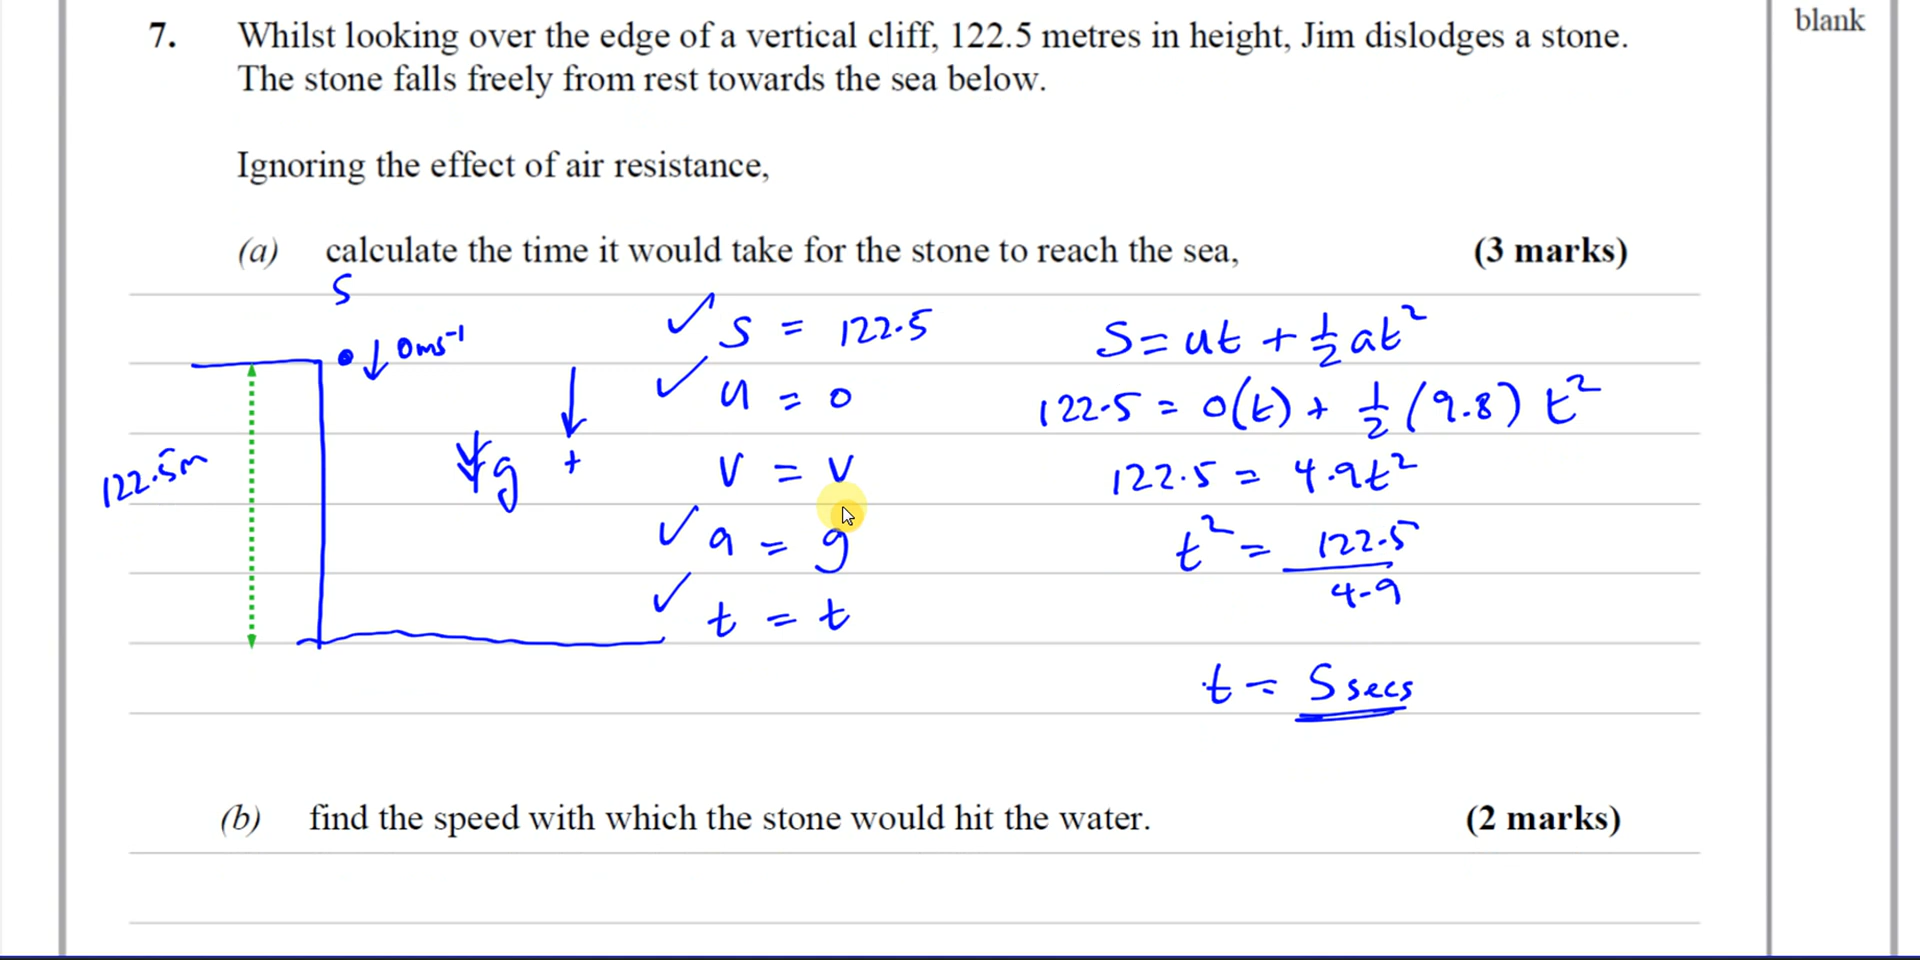 blank
7. Whilst looking over the edge of a vertical cliff, 122.5 metres in height, Jim dislodges a stone.
The stone falls freely from rest towards the sea below.
Ignoring the effect of air resistance,
(a) calculate the time it would take for the stone to reach the sea, (3 marks)
S
0ms⁻¹
122.5m
g
+
✓ S = 122.5
✓ u = 0
v = v
✓ a = g
✓ t = t
S = ut + ½at²
122.5 = 0(t) + ½(9.8)t²
122.5 = 4.9t²
t² = 122.5/4.9
t = 5 secs
(b) find the speed with which the stone would hit the water. (2 marks)